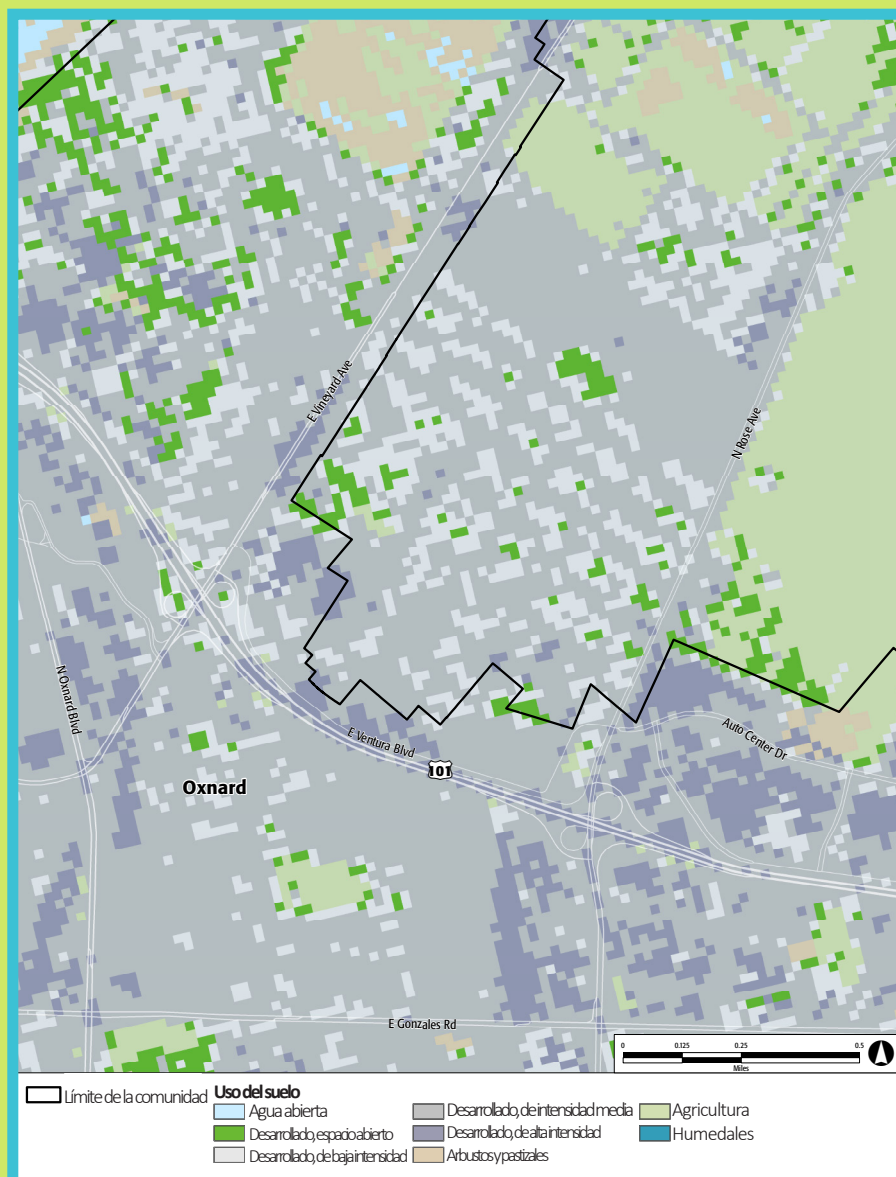 E Vineyard Ave
N Rose Ave
N Oxnard Blvd
E Ventura Blvd
101
Auto Center Dr
Oxnard
E Gonzales Rd
0 0.125 0.25 0.5
Miles
Límite de la comunidad
Uso del suelo
Agua abierta
Desarrollado, espacio abierto
Desarrollado, de baja intensidad
Desarrollado, de intensidad media
Desarrollado, de alta intensidad
Arbustos y pastizales
Agricultura
Humedales